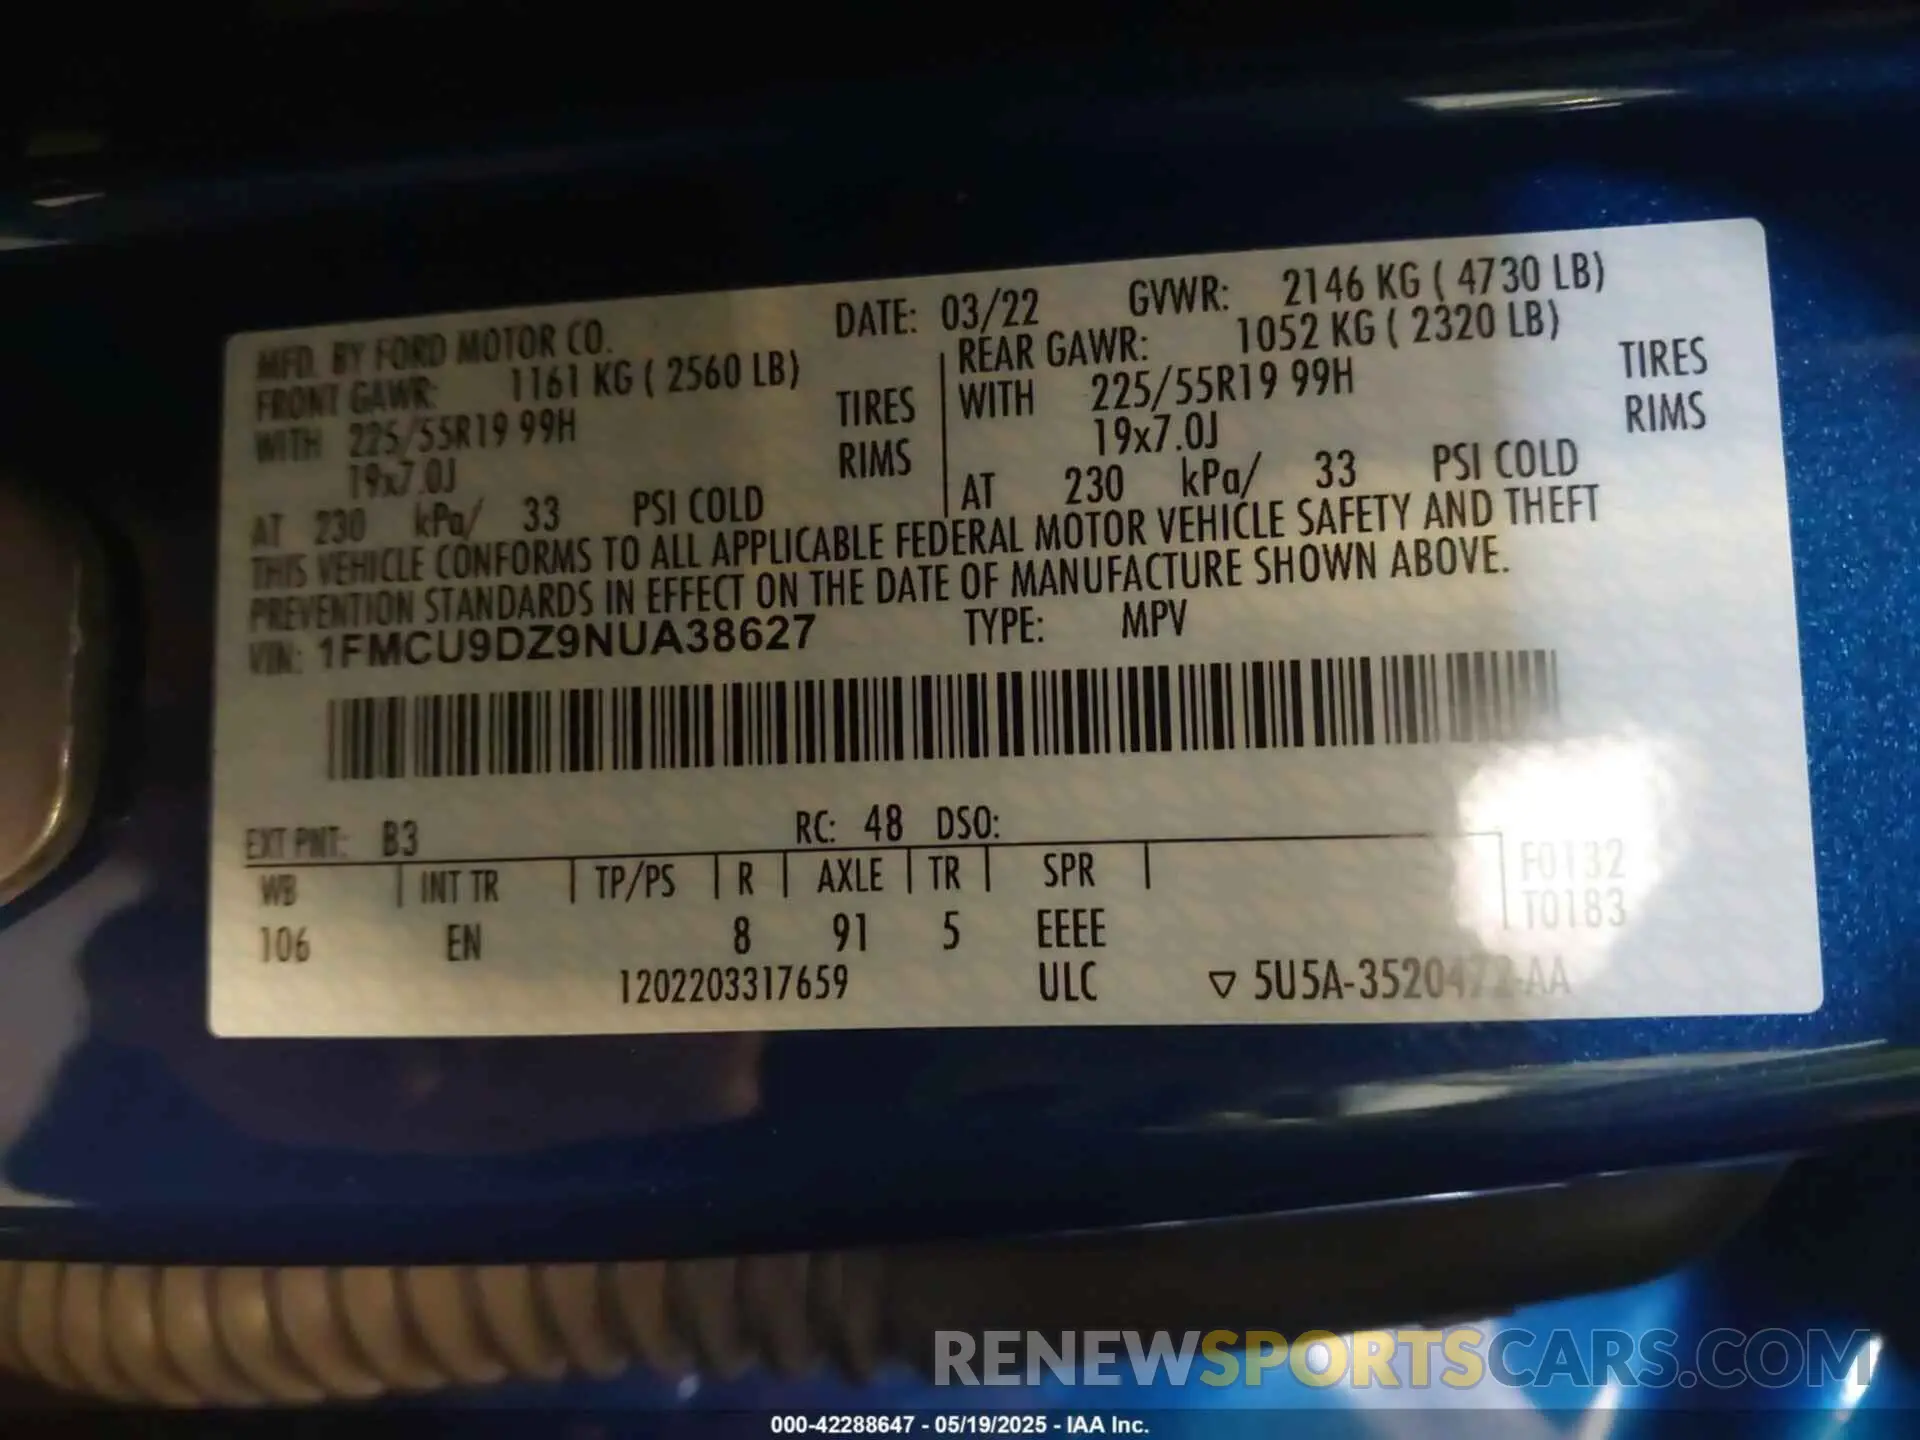 MFD. BY FORD MOTOR CO. DATE: 03/22 GVWR: 2146 KG ( 4730 LB)
FRONT GAWR: 1161 KG ( 2560 LB) REAR GAWR: 1052 KG ( 2320 LB)
WITH 225/55R19 99H TIRES WITH 225/55R19 99H TIRES
19x7.0J RIMS 19x7.0J RIMS
AT 230 kPa/ 33 PSI COLD AT 230 kPa/ 33 PSI COLD
THIS VEHICLE CONFORMS TO ALL APPLICABLE FEDERAL MOTOR VEHICLE SAFETY AND THEFT
PREVENTION STANDARDS IN EFFECT ON THE DATE OF MANUFACTURE SHOWN ABOVE.
VIN: 1FMCU9DZ9NUA38627 TYPE: MPV
EXT PNT: B3 RC: 48 DSO:
WB INT TR TP/PS R AXLE TR SPR F0132
T0183
106 EN 8 91 5 EEEE
1202203317659 ULC ▽ 5U5A-3520472-AA
RENEWSPORTSCARS.COM
000-42288647 - 05/19/2025 - IAA Inc.